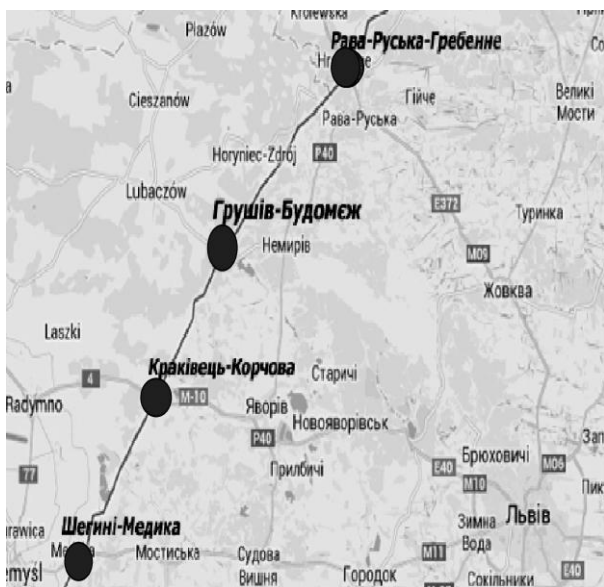 Plazów
Królewska
Рава-Руська-Гребенне
Cieszanów
Гійче
Великі
Мости
Рава-Руська
Horyniec-Zdrój
P40
Lubaczów
Грушів-Будомєж
E372
Туринка
Немирів
M09
Жовква
Laszki
Краківець-Корчова
Старичі
4
M-10
Radymno
Яворів
Новояворівськ
P40
Брюховичі
77
Прилбичі
E40
M06
M10
Шегині-Медика
Зимна
Вода
Львів
Мостиська
Судова
Вишня
M11
Городок
Сокільники
E40